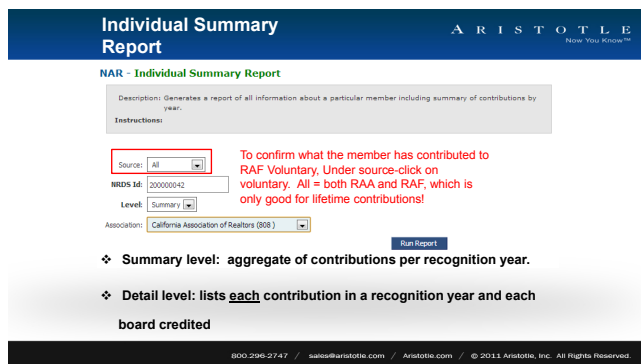 Individual Summary
Report
A R I S T O T L E
Now You Know™
NAR - Individual Summary Report
Description: Generates a report of all information about a particular member including summary of contributions by
year.
Instructions:
Source: All
NRDS Id: 200000042
Level: Summary
Association: California Association of Realtors (808 )
To confirm what the member has contributed to
RAF Voluntary, Under source-click on
voluntary. All = both RAA and RAF, which is
only good for lifetime contributions!
Run Report
❖ Summary level: aggregate of contributions per recognition year.
❖ Detail level: lists each contribution in a recognition year and each
board credited
800.296-2747 / sales@aristotle.com / Aristotle.com / © 2011 Aristotle, Inc. All Rights Reserved.